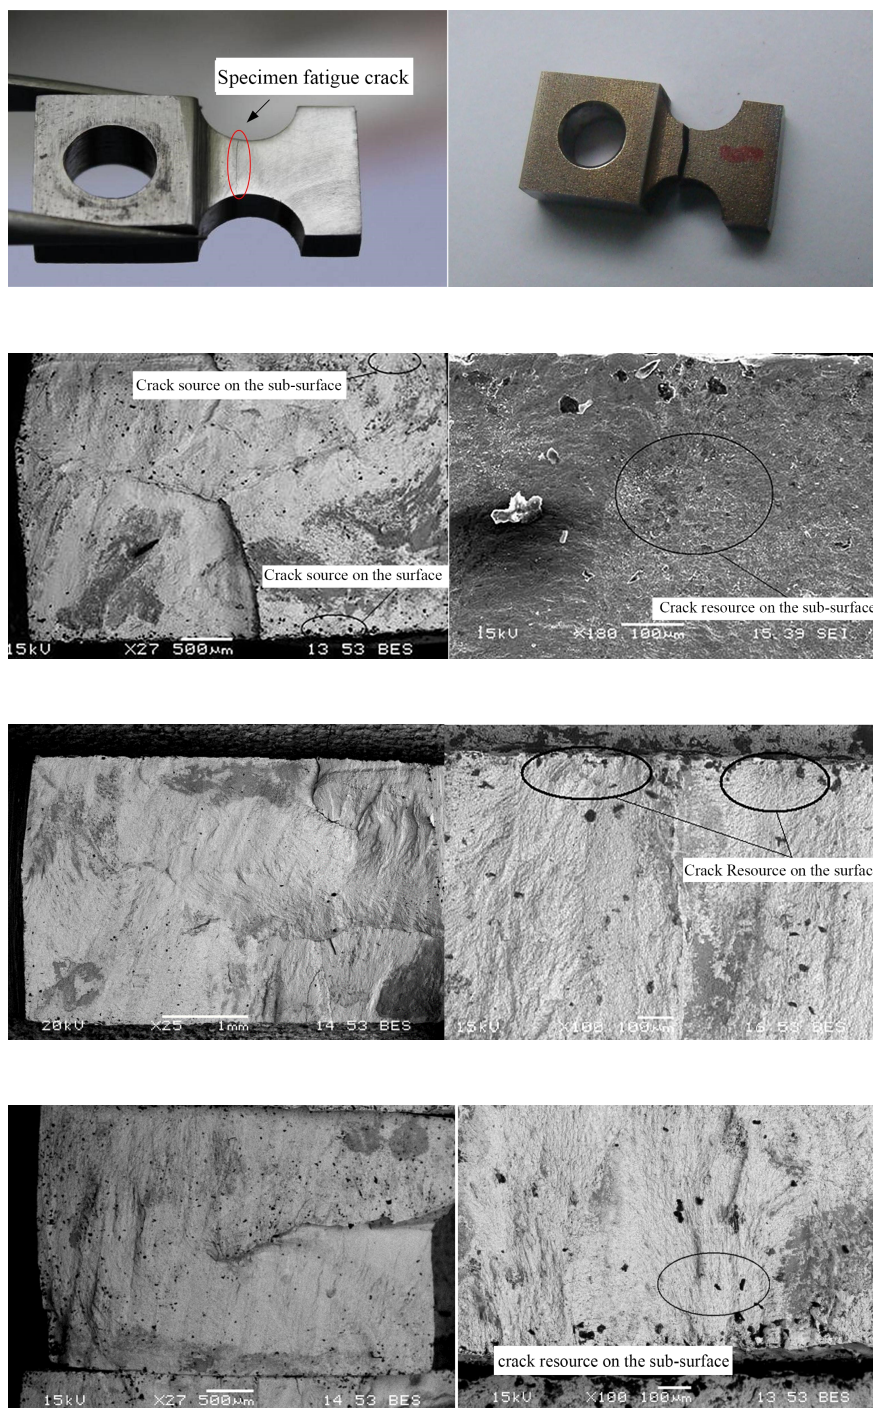 Specimen fatigue crack
Crack source on the sub-surface
Crack source on the surface
15kV X27 500µm 13 53 BES
Crack resource on the sub-surface
15kV X180 100µm 15.39 SEI
20kV X25 1mm 14 53 BES
Crack Resource on the surfac
15kV X100 100µm 16 53 BES
15kV X27 500µm 14 53 BES
crack resource on the sub-surface
15kV X100 100µm 13 53 BES